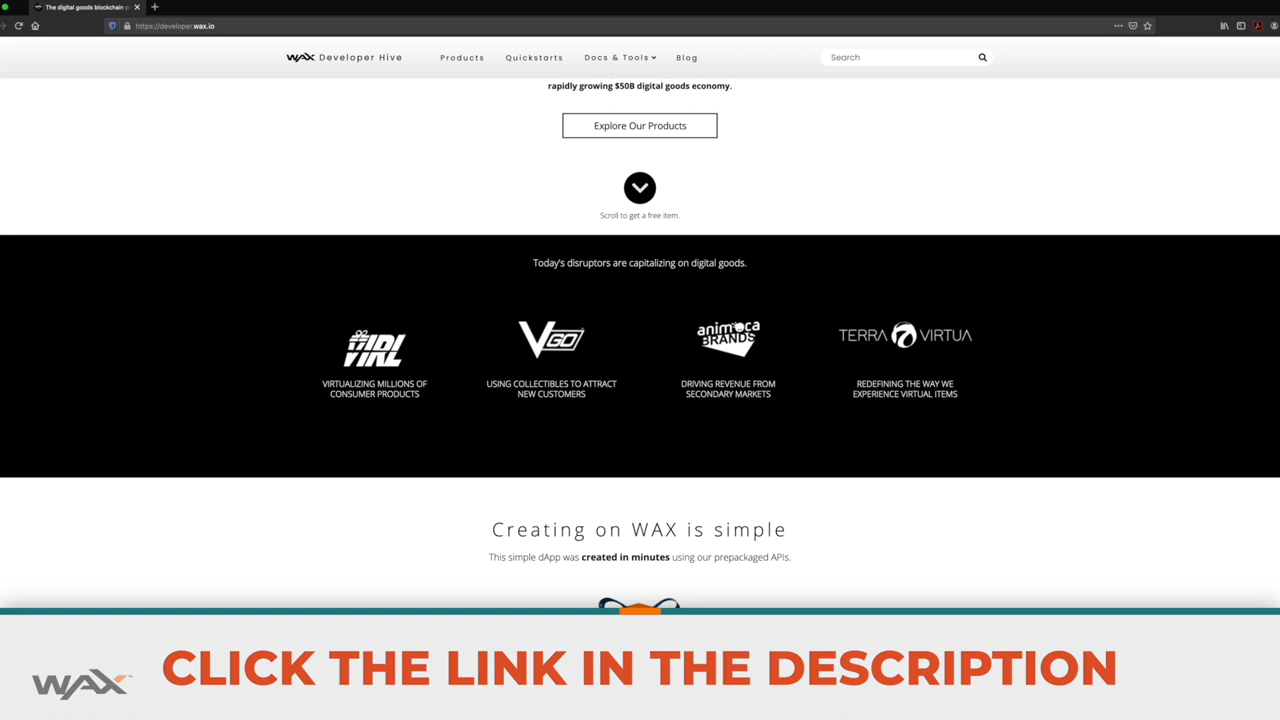 The digital goods blockchain p
https://developer.wax.io
WAX Developer Hive
Products
Quickstarts
Docs & Tools
Blog
Search
rapidly growing $50B digital goods economy.
Explore Our Products
Scroll to get a free item.
Today's disruptors are capitalizing on digital goods.
VIRL
VGO
animoca
BRANDS
TERRA VIRTUA
VIRTUALIZING MILLIONS OF
CONSUMER PRODUCTS
USING COLLECTIBLES TO ATTRACT
NEW CUSTOMERS
DRIVING REVENUE FROM
SECONDARY MARKETS
REDEFINING THE WAY WE
EXPERIENCE VIRTUAL ITEMS
Creating on WAX is simple
This simple dApp was created in minutes using our prepackaged APIs.
WAX™
CLICK THE LINK IN THE DESCRIPTION